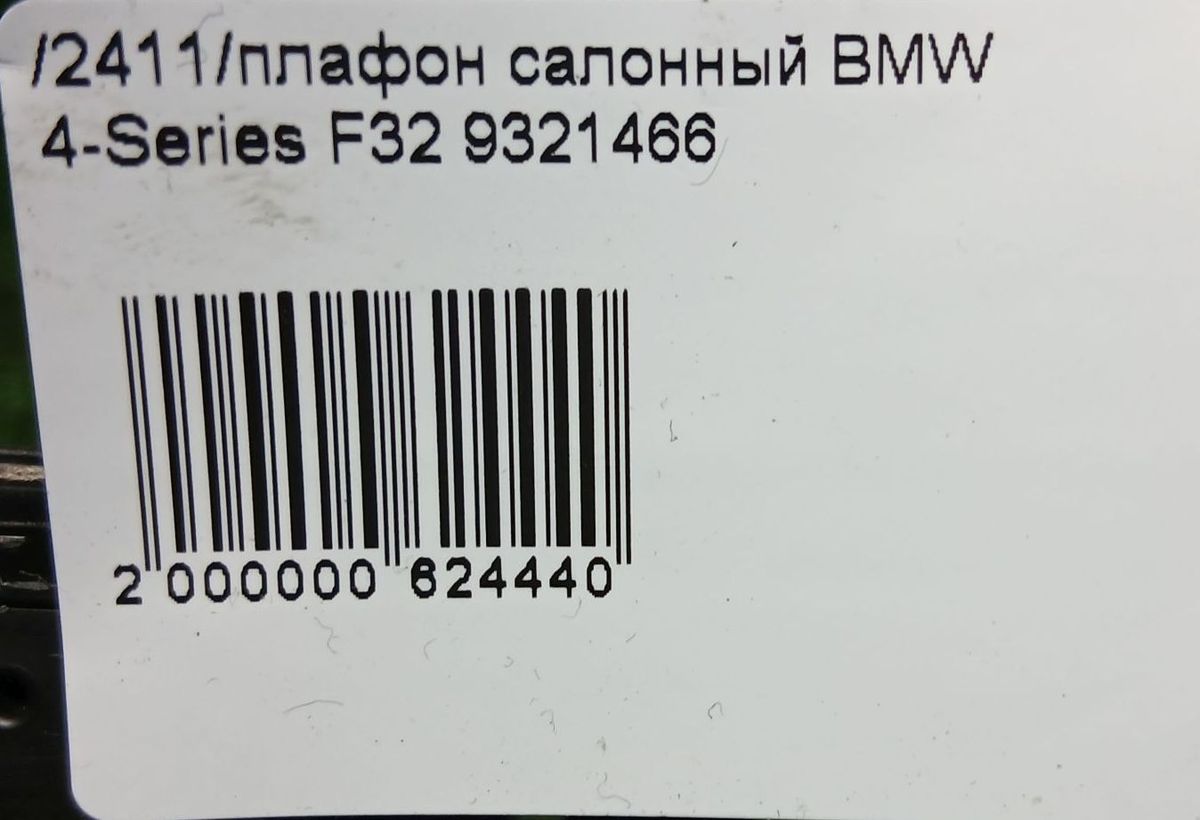 /2411/плафон салонный BMW
4-Series F32 9321466
2 000000 624440